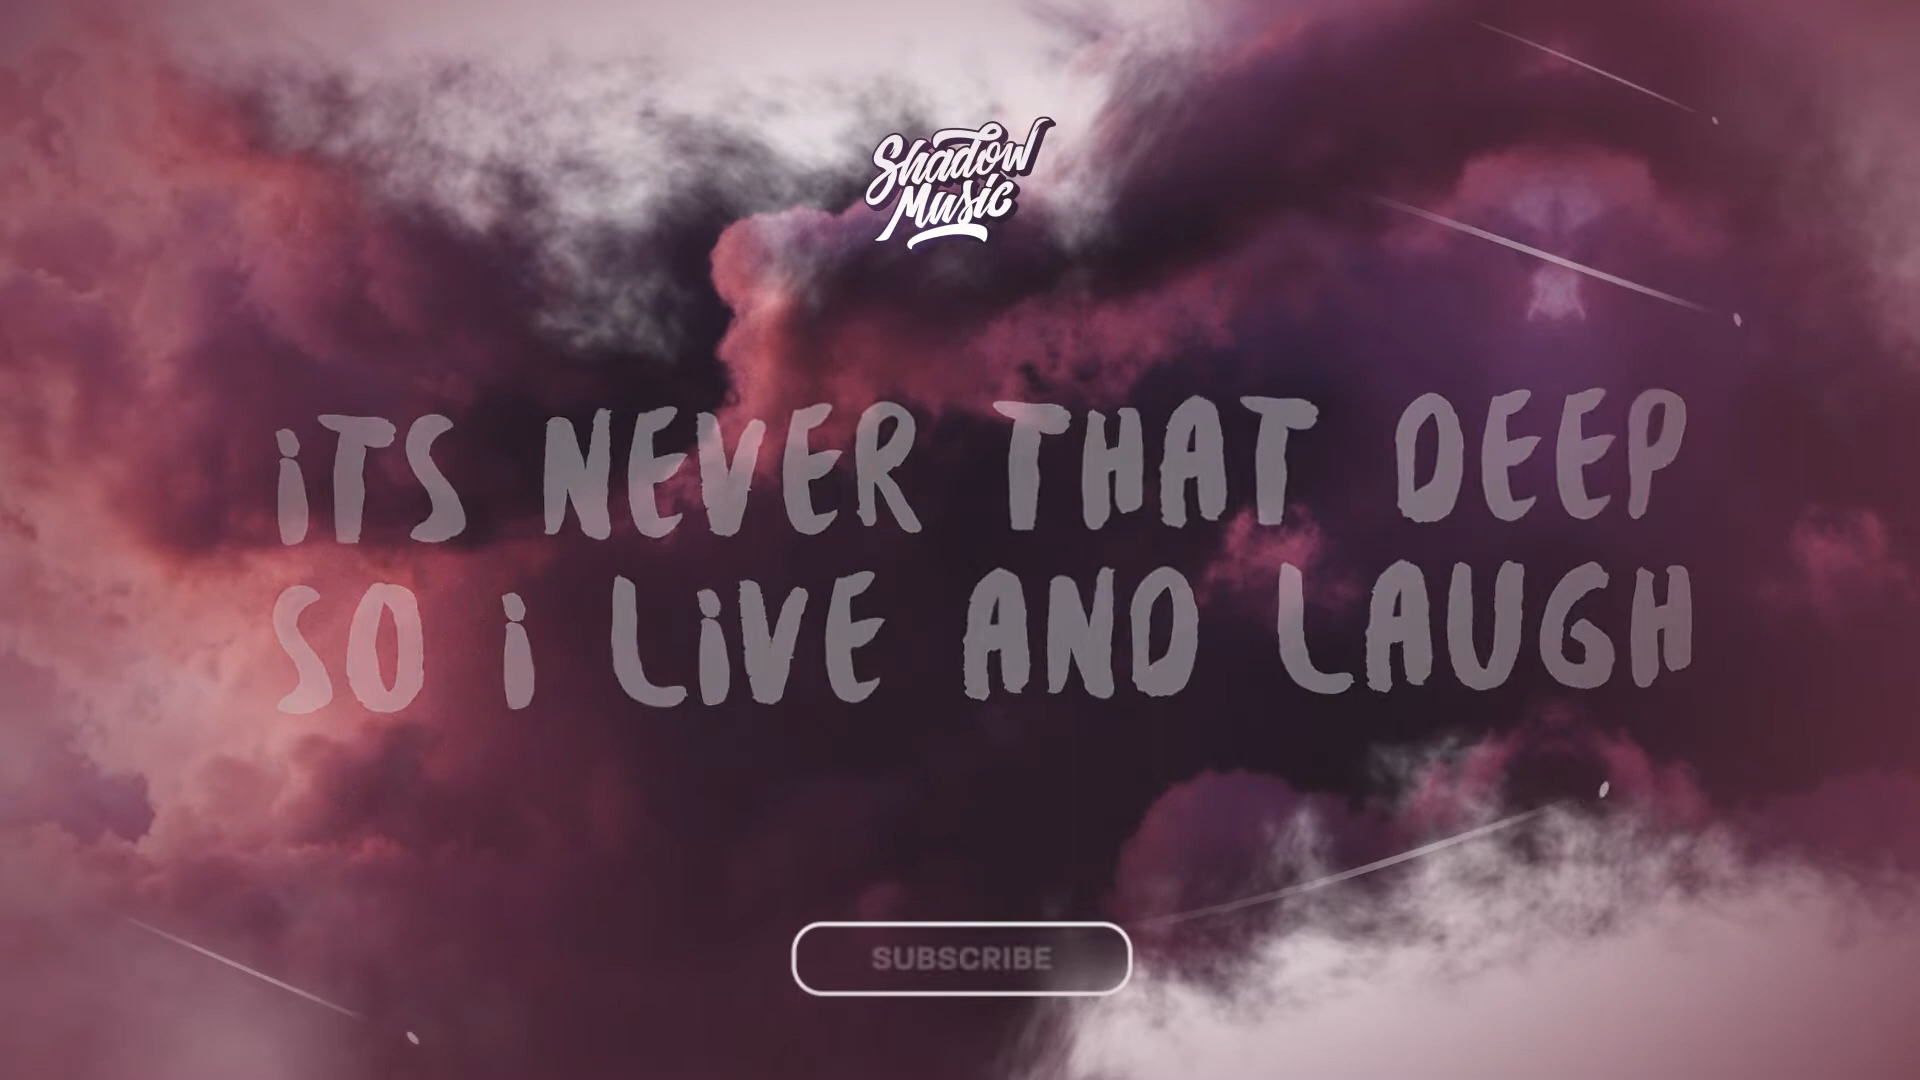 Shadow
Music
iTS NEVER THAT DEEP
SO i LiVE AND LAUGH
SUBSCRIBE